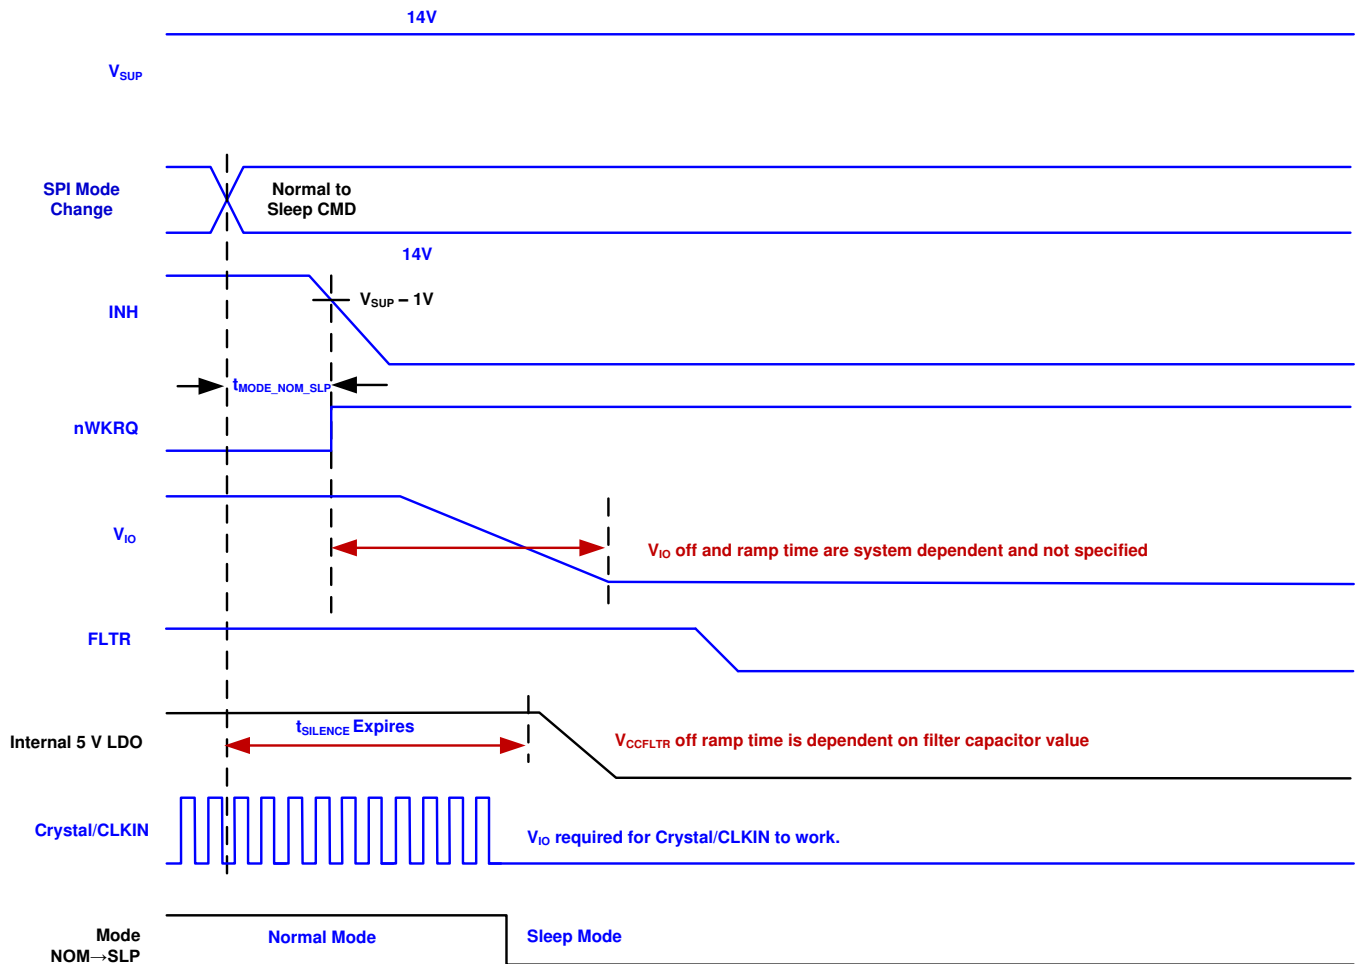 14V
VSUP
SPI Mode
Change
Normal to
Sleep CMD
14V
INH
VSUP – 1V
tMODE_NOM_SLP
nWKRQ
VIO
VIO off and ramp time are system dependent and not specified
FLTR
Internal 5 V LDO
tSILENCE Expires
VCCFLTR off ramp time is dependent on filter capacitor value
Crystal/CLKIN
VIO required for Crystal/CLKIN to work.
Mode
NOM→SLP
Normal Mode
Sleep Mode